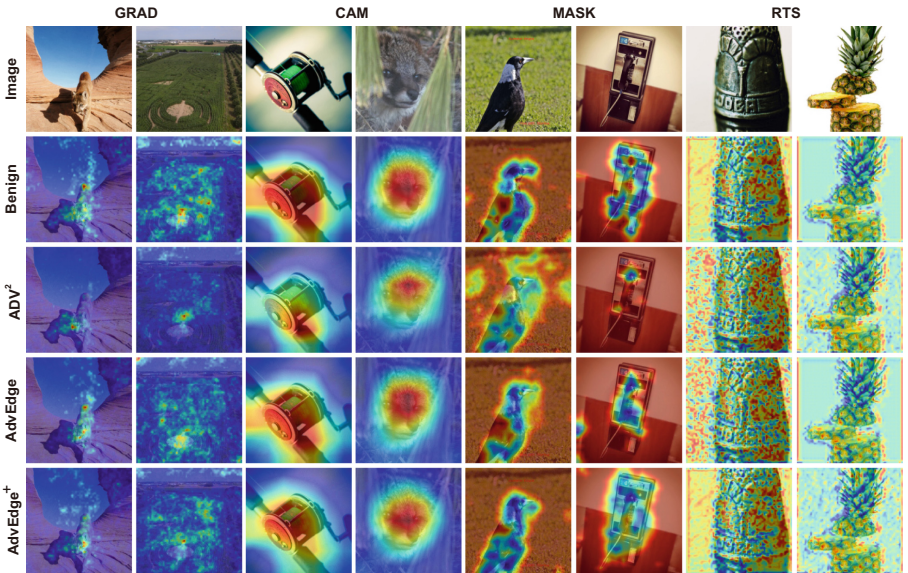 GRAD CAM MASK RTS
Image
Benign
ADV²
AdvEdge
AdvEdge⁺